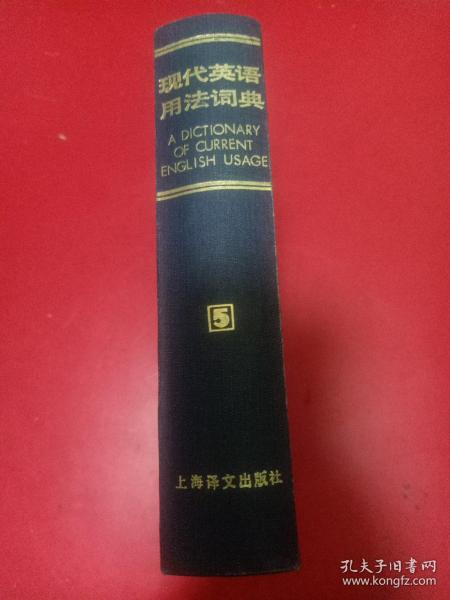 现代英语
用法词典
A DICTIONARY
OF CURRENT
ENGLISH USAGE
5
上海译文出版社
孔夫子旧书网
www.kongfz.com